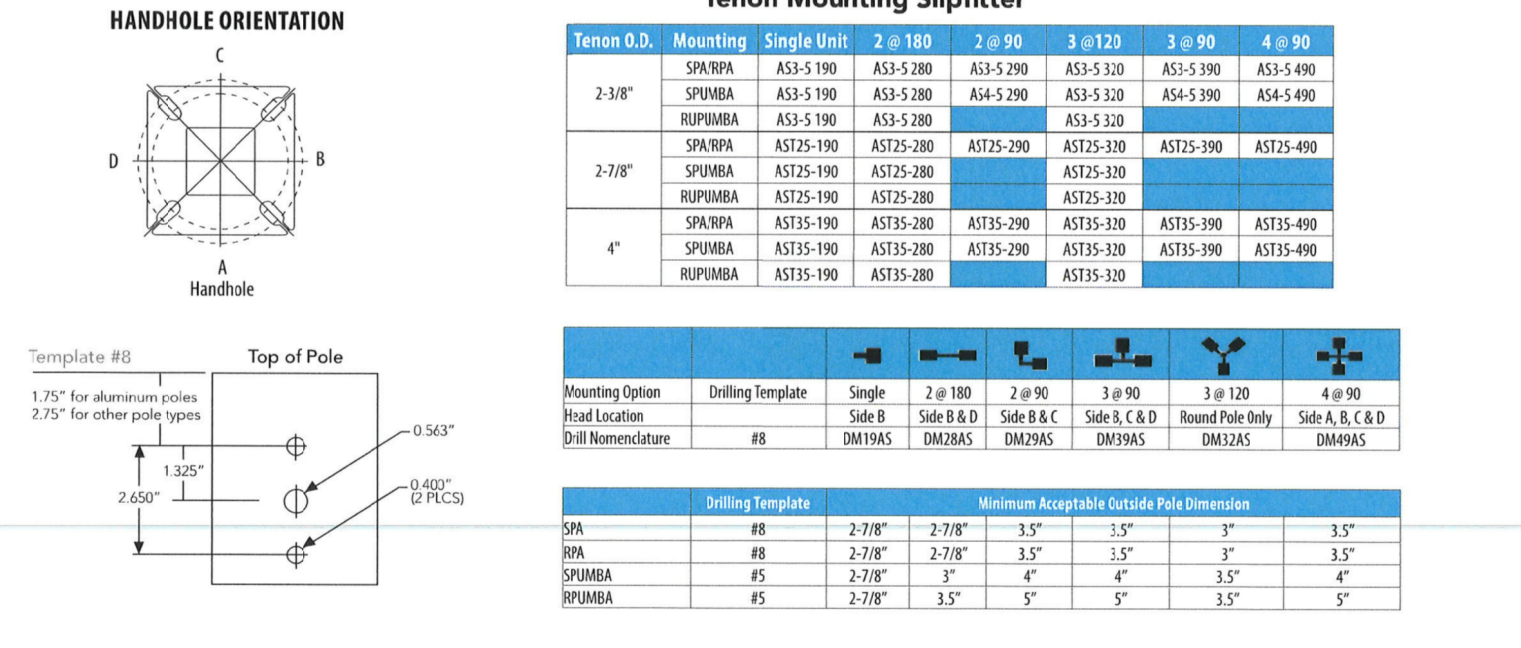 HANDHOLE ORIENTATION
C
D
B
A
Handhole
Tenon Mounting Slipfitter
Tenon O.D. Mounting Single Unit 2 @ 180 2 @ 90 3 @120 3 @ 90 4 @ 90
2-3/8" SPA/RPA AS3-5 190 AS3-5 280 AS3-5 290 AS3-5 320 AS3-5 390 AS3-5 490
SPUMBA AS3-5 190 AS3-5 280 AS4-5 290 AS3-5 320 AS4-5 390 AS4-5 490
RUPUMBA AS3-5 190 AS3-5 280 AS3-5 320
2-7/8" SPA/RPA AST25-190 AST25-280 AST25-290 AST25-320 AST25-390 AST25-490
SPUMBA AST25-190 AST25-280 AST25-320
RUPUMBA AST25-190 AST25-280 AST25-320
4" SPA/RPA AST35-190 AST35-280 AST35-290 AST35-320 AST35-390 AST35-490
SPUMBA AST35-190 AST35-280 AST35-290 AST35-320 AST35-390 AST35-490
RUPUMBA AST35-190 AST35-280 AST35-320
Template #8
Top of Pole
1.75" for aluminum poles
2.75" for other pole types
0.563"
1.325"
2.650"
0.400"
(2 PLCS)
Mounting Option Drilling Template Single 2 @ 180 2 @ 90 3 @ 90 3 @ 120 4 @ 90
Head Location Side B Side B & D Side B & C Side B, C & D Round Pole Only Side A, B, C & D
Drill Nomenclature #8 DM19AS DM28AS DM29AS DM39AS DM32AS DM49AS
Drilling Template Minimum Acceptable Outside Pole Dimension
SPA #8 2-7/8" 2-7/8" 3.5" 3.5" 3" 3.5"
RPA #8 2-7/8" 2-7/8" 3.5" 3.5" 3" 3.5"
SPUMBA #5 2-7/8" 3" 4" 4" 3.5" 4"
RPUMBA #5 2-7/8" 3.5" 5" 5" 3.5" 5"